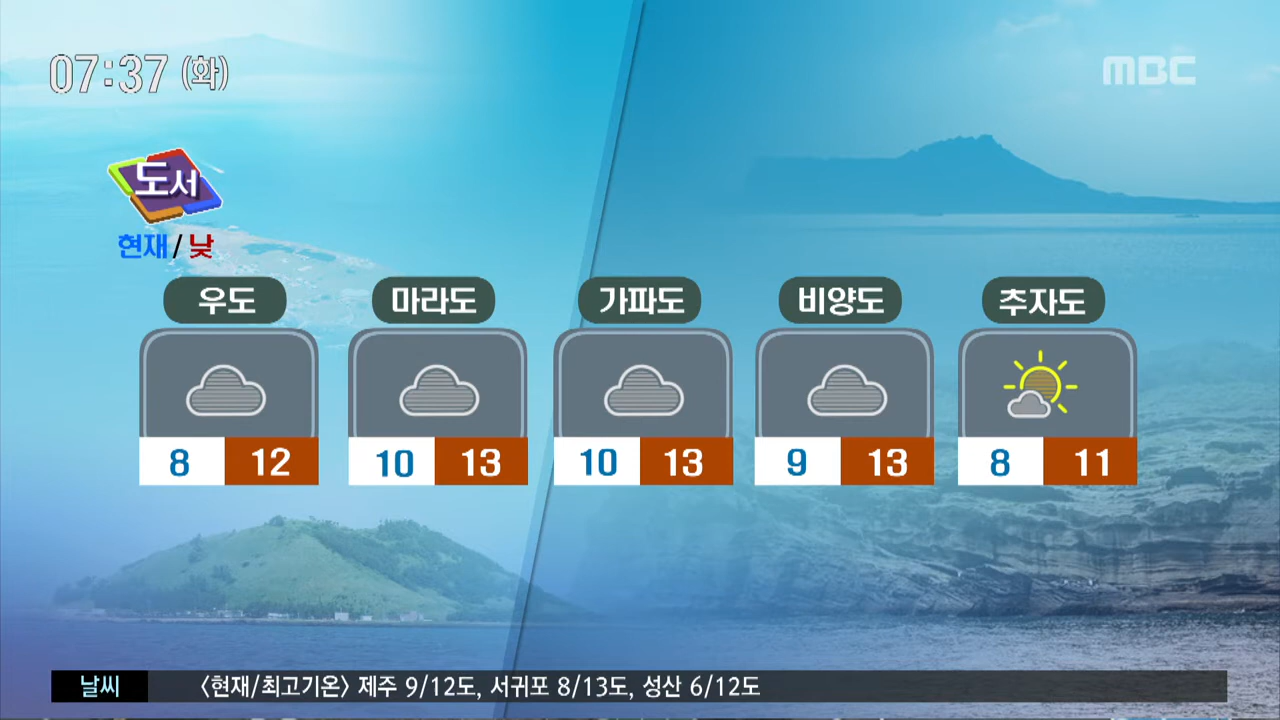 07:37 (화)
MBC
도서
현재/낮
우도 마라도 가파도 비양도 추자도
8 12 10 13 10 13 9 13 8 11
날씨 〈현재/최고기온〉 제주 9/12도, 서귀포 8/13도, 성산 6/12도